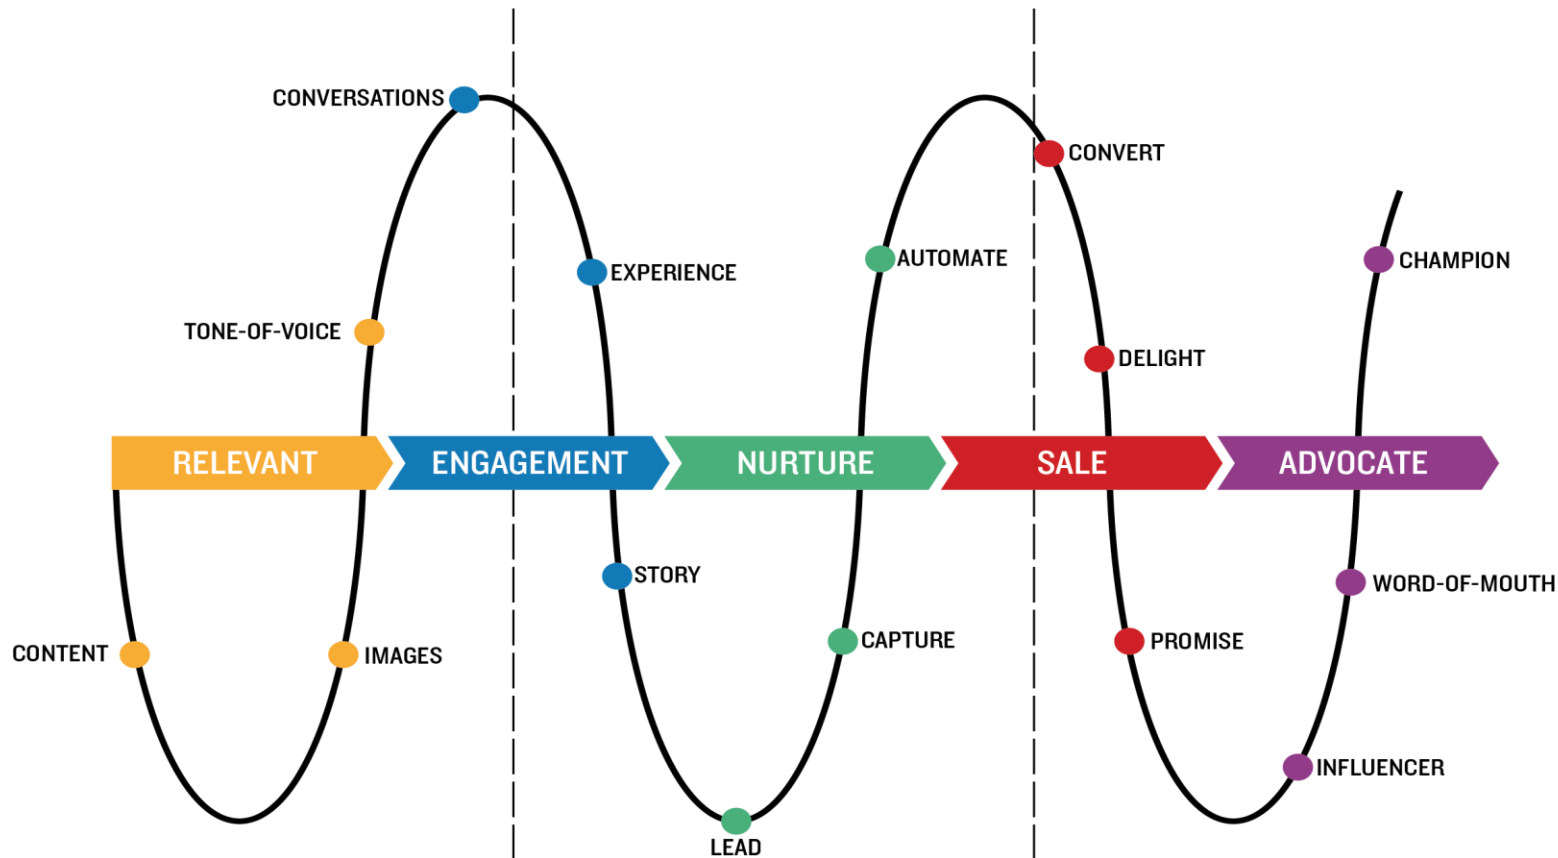 CONVERSATIONS
CONVERT
AUTOMATE
CHAMPION
EXPERIENCE
TONE-OF-VOICE
DELIGHT
RELEVANT
ENGAGEMENT
NURTURE
SALE
ADVOCATE
STORY
WORD-OF-MOUTH
CAPTURE
PROMISE
CONTENT
IMAGES
INFLUENCER
LEAD